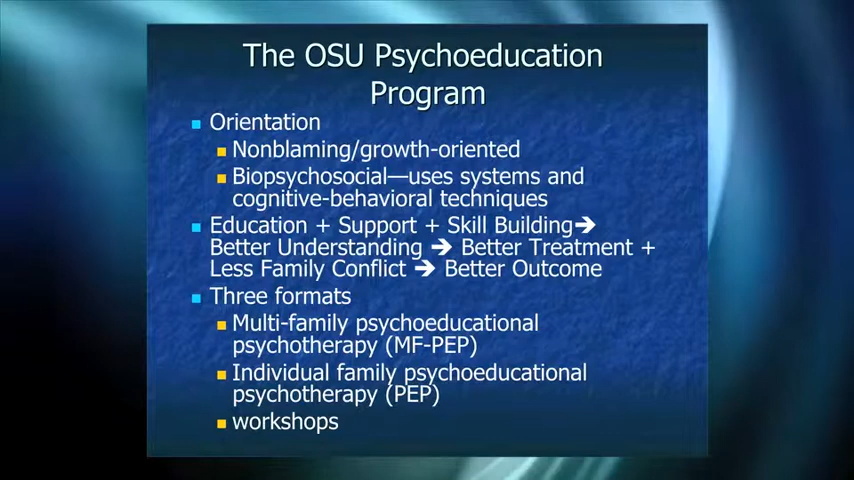 The OSU Psychoeducation
Program
Orientation
Nonblaming/growth-oriented
Biopsychosocial—uses systems and
cognitive-behavioral techniques
Education + Support + Skill Building➔
Better Understanding ➔ Better Treatment +
Less Family Conflict ➔ Better Outcome
Three formats
Multi-family psychoeducational
psychotherapy (MF-PEP)
Individual family psychoeducational
psychotherapy (PEP)
workshops